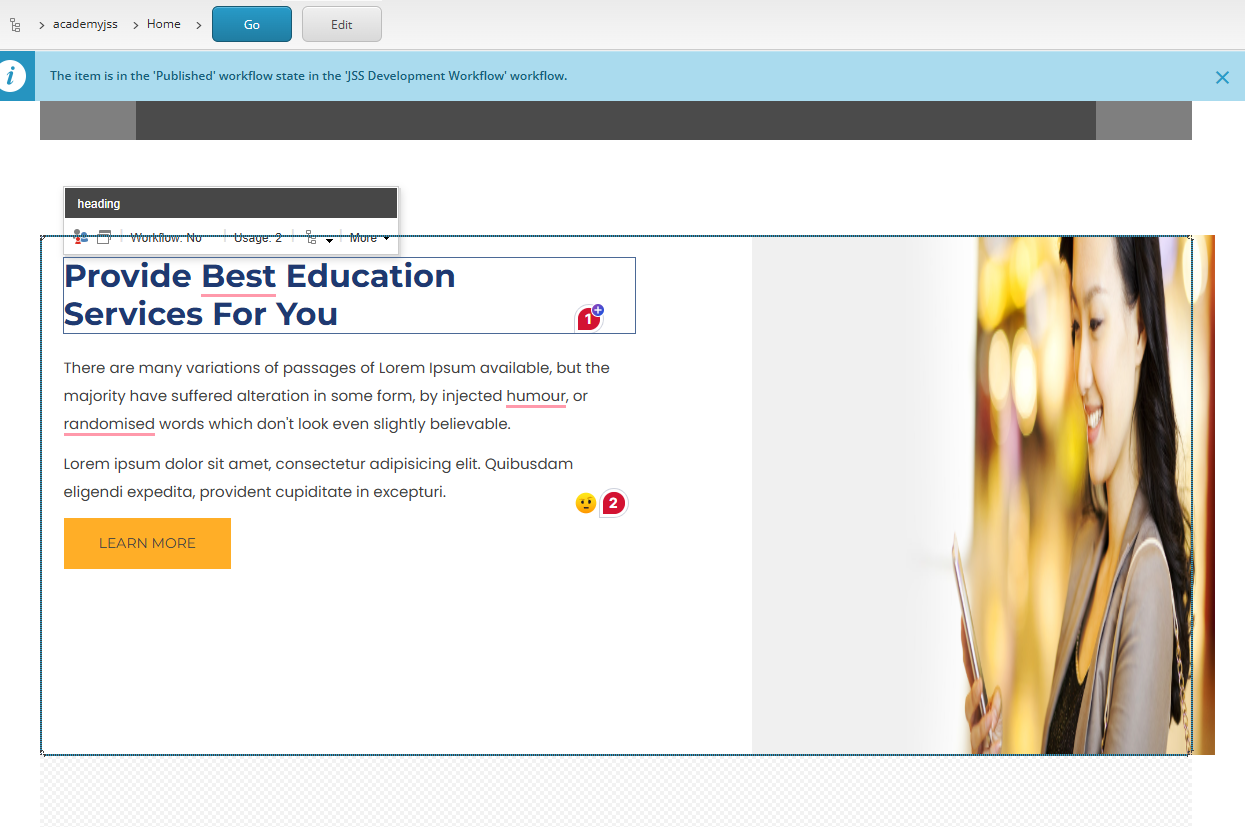 academyjss Home Go Edit
The item is in the 'Published' workflow state in the 'JSS Development Workflow' workflow.
heading
Workflow: No Usage: 2 More
Provide Best Education
Services For You
1
There are many variations of passages of Lorem Ipsum available, but the
majority have suffered alteration in some form, by injected humour, or
randomised words which don't look even slightly believable.
Lorem ipsum dolor sit amet, consectetur adipisicing elit. Quibusdam
eligendi expedita, provident cupiditate in excepturi.
2
LEARN MORE